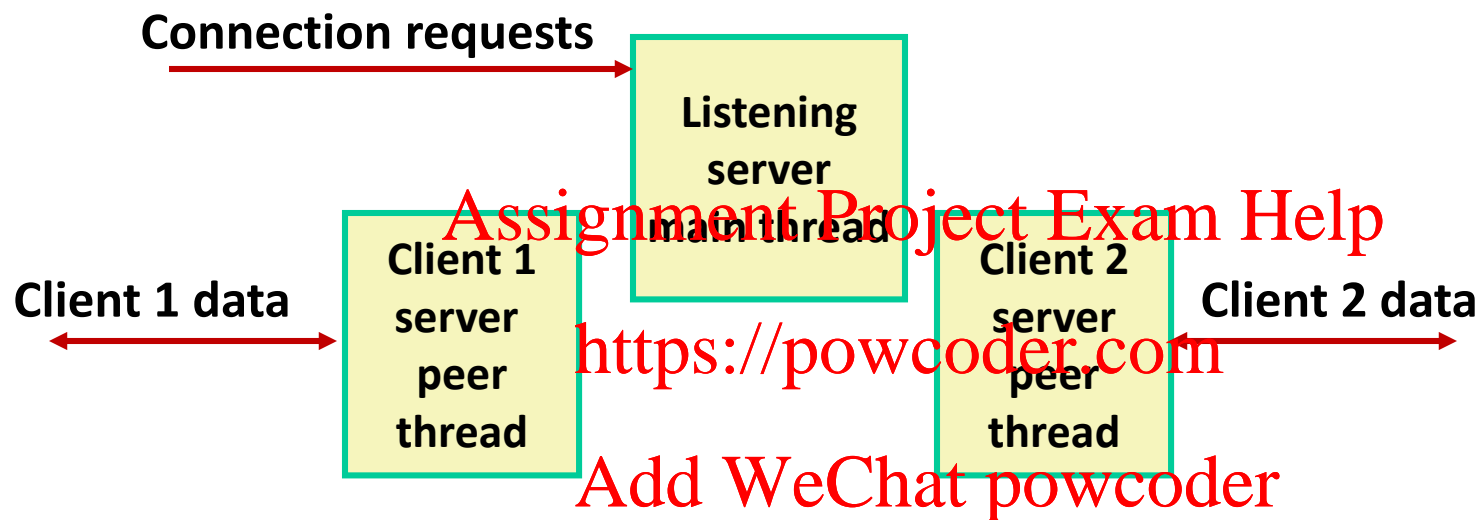 Connection requests
Listening
server
main thread
Assignment Project Exam Help
Client 1
server
peer
thread
Client 2
server
peer
thread
Client 1 data
Client 2 data
https://powcoder.com
Add WeChat powcoder